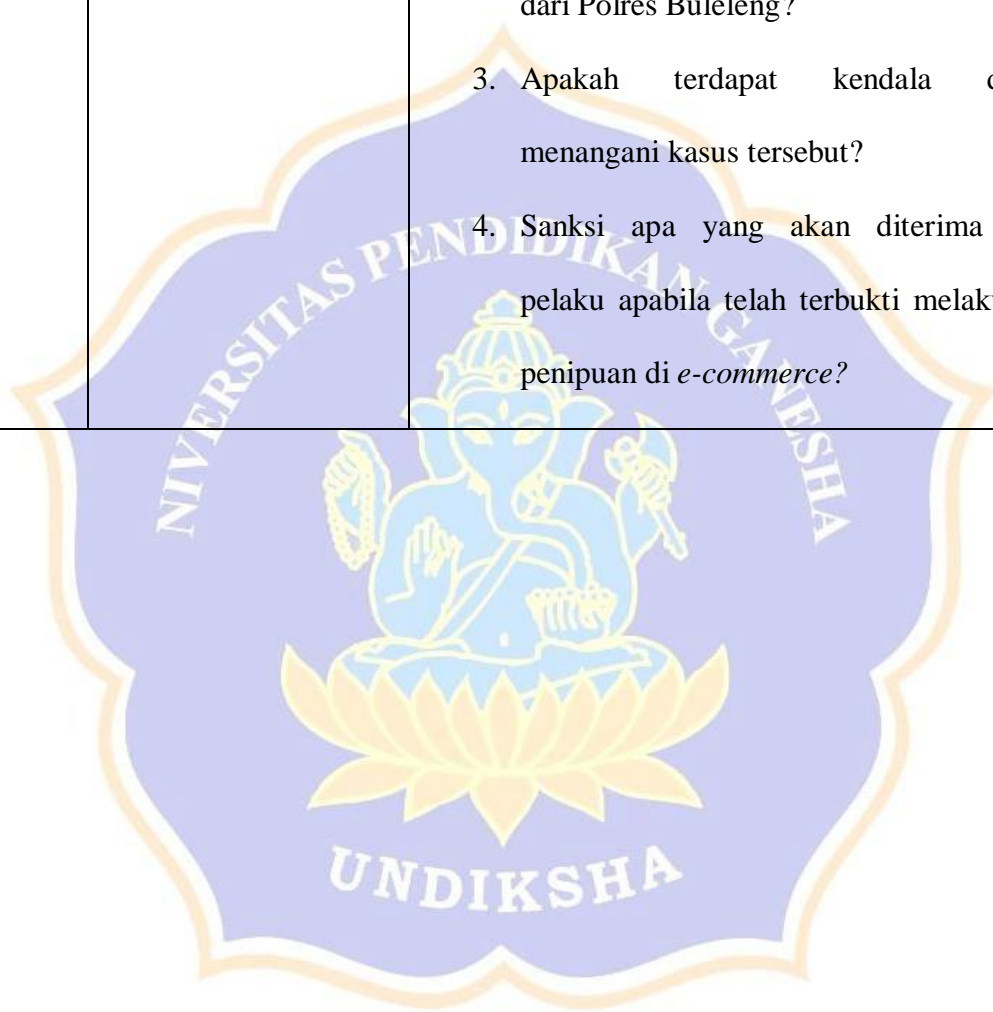 dari Polres Buleleng?
3. Apakah terdapat kendala
menangani kasus tersebut?
4. Sanksi apa yang akan diterima
pelaku apabila telah terbukti
penipuan di e-commerce?
NIVERSITAS PENDIDIKAN GANESHA
UNDIKSHA